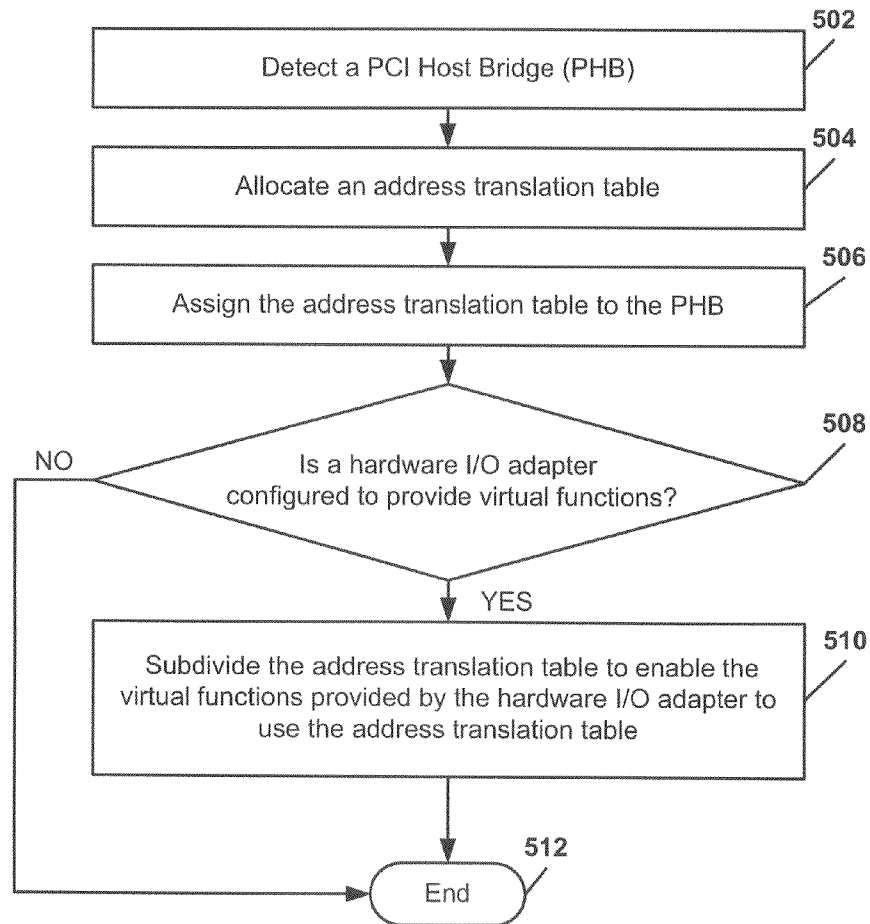 502
Detect a PCI Host Bridge (PHB)
504
Allocate an address translation table
506
Assign the address translation table to the PHB
508
NO
Is a hardware I/O adapter
configured to provide virtual functions?
YES
510
Subdivide the address translation table to enable the
virtual functions provided by the hardware I/O adapter to
use the address translation table
512
End